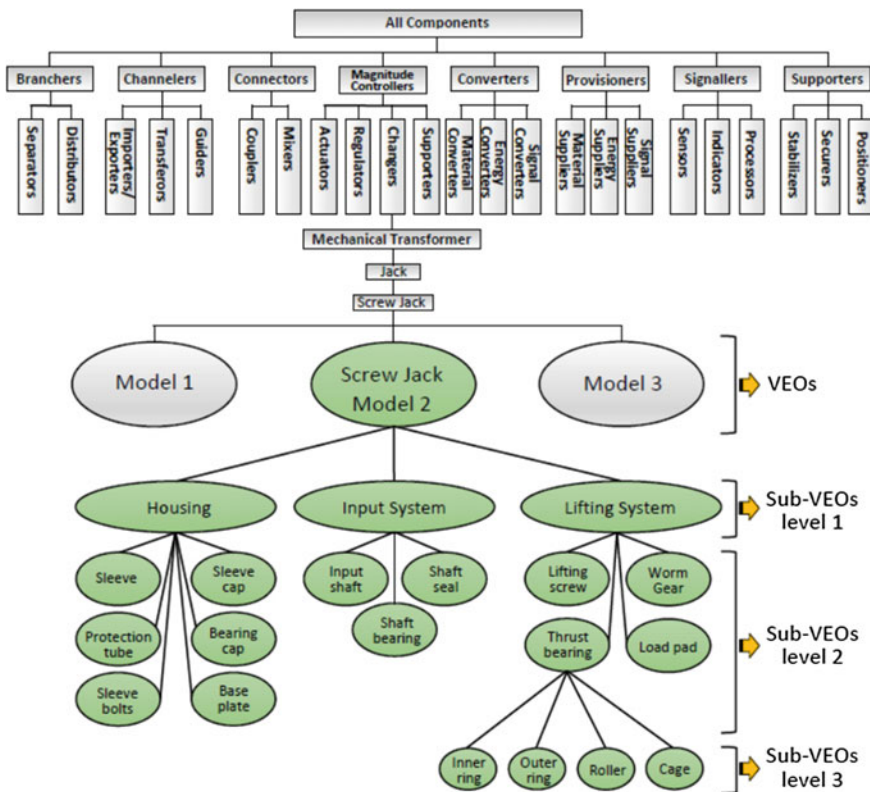 All Components
Branchers
Channelers
Connectors
Magnitude
Controllers
Converters
Provisioners
Signallers
Supporters
Separators
Distributors
Importers/
Exporters
Transferors
Guiders
Couplers
Mixers
Actuators
Regulators
Changers
Supporters
Material
Converters
Energy
Converters
Signal
Converters
Material
Suppliers
Energy
Suppliers
Signal
Suppliers
Sensors
Indicators
Processors
Stabilizers
Securers
Positioners
Mechanical Transformer
Jack
Screw Jack
Model 1
Screw Jack
Model 2
Model 3
VEOs
Housing
Input System
Lifting System
Sub-VEOs
level 1
Sleeve
Sleeve
cap
Input
shaft
Shaft
seal
Lifting
screw
Worm
Gear
Protection
tube
Bearing
cap
Shaft
bearing
Thrust
bearing
Load pad
Sub-VEOs
level 2
Sleeve
bolts
Base
plate
Inner
ring
Outer
ring
Roller
Cage
Sub-VEOs
level 3